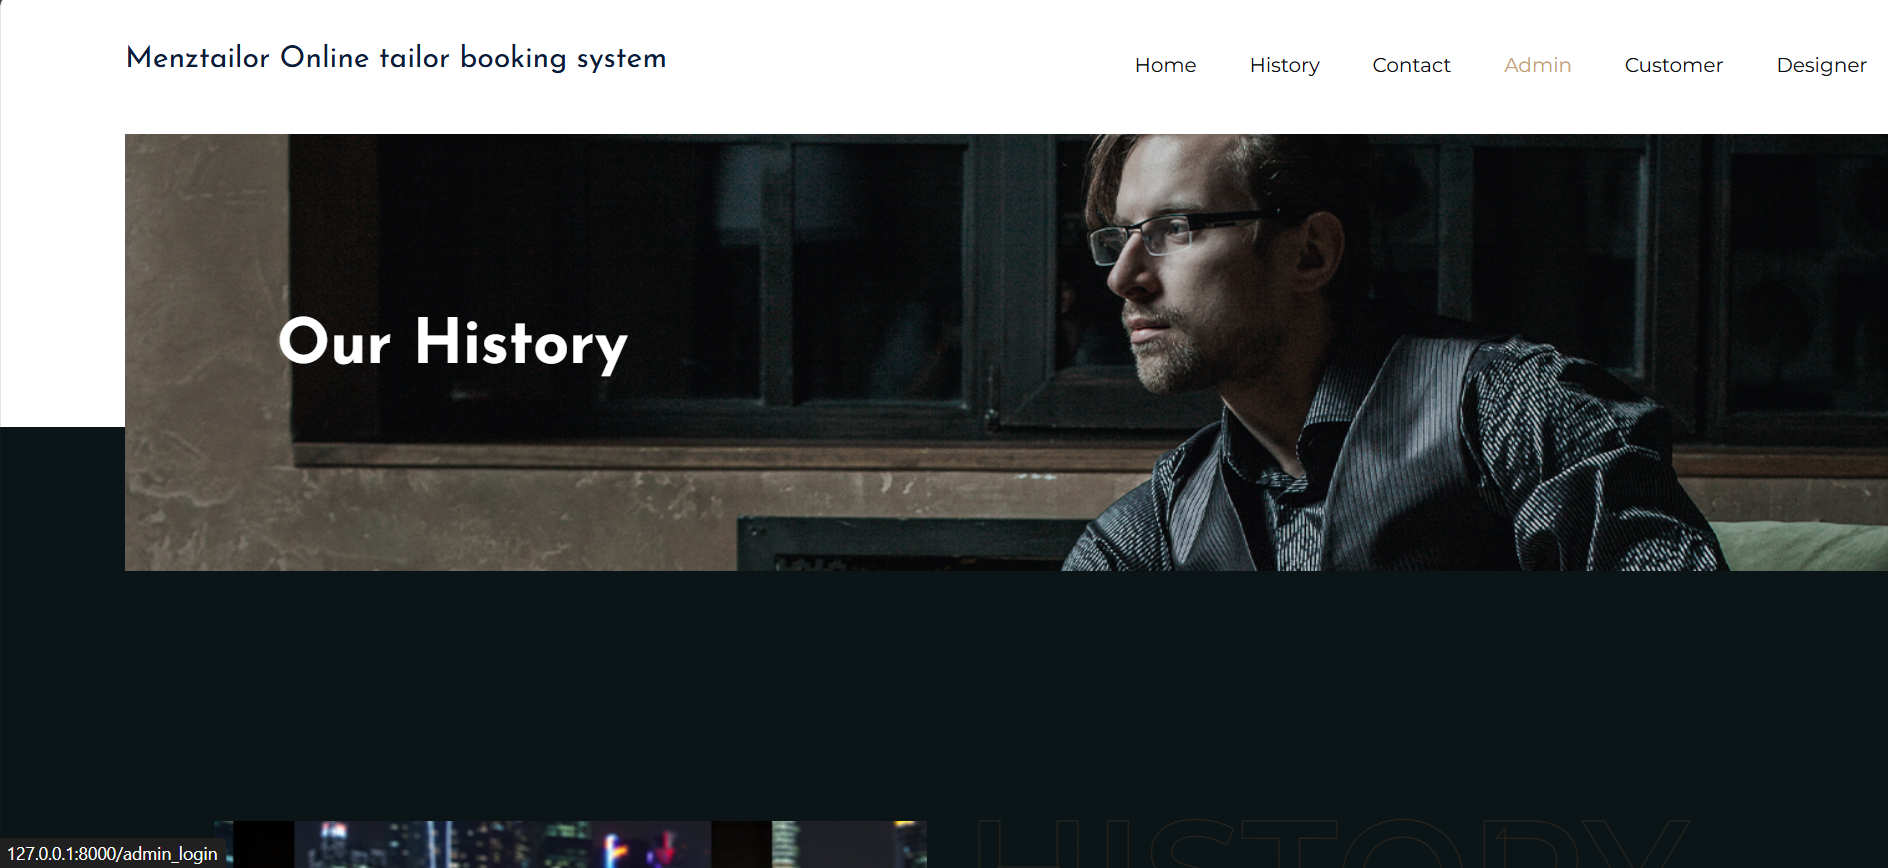 Menztailor Online tailor booking system
Home History Contact Admin Customer Designer
Our History
HISTORY
127.0.0.1:8000/admin_login